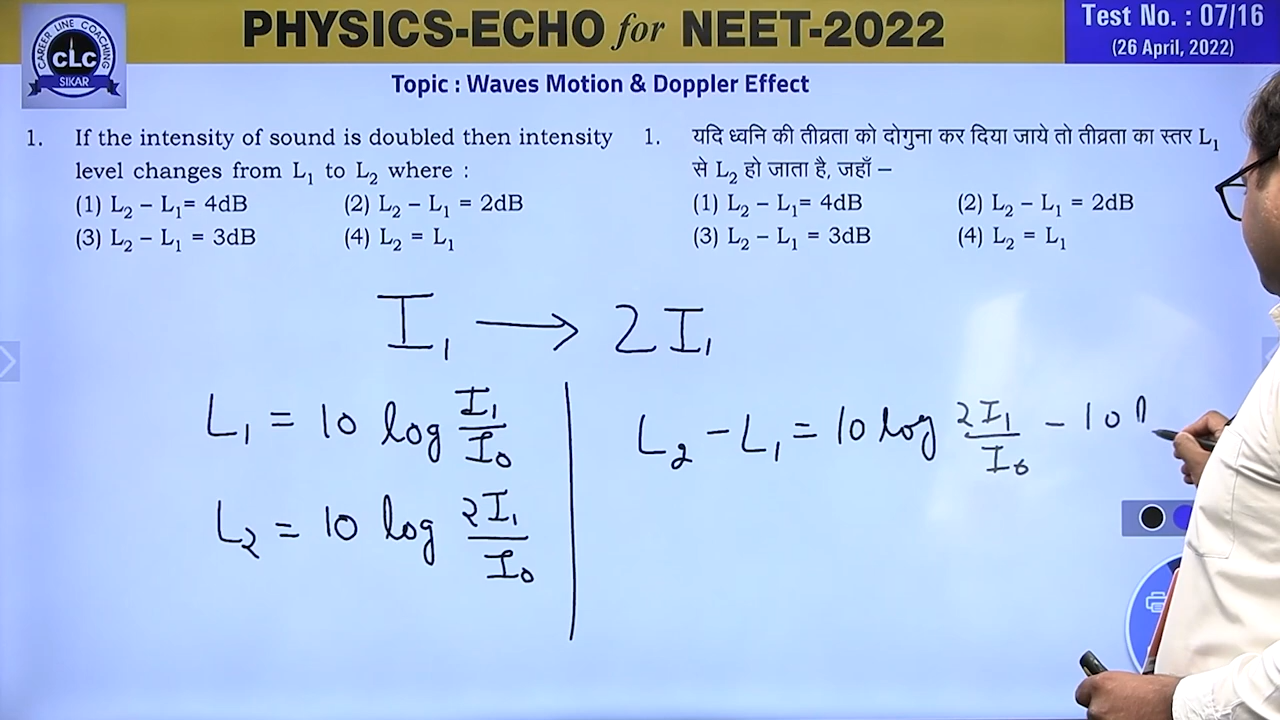 CAREER LINE COACHING
CLC
SIKAR
PHYSICS-ECHO for NEET-2022
Test No. : 07/16
(26 April, 2022)
Topic : Waves Motion & Doppler Effect
1. If the intensity of sound is doubled then intensity
level changes from L₁ to L₂ where :
(1) L₂ – L₁= 4dB (2) L₂ – L₁ = 2dB
(3) L₂ – L₁ = 3dB (4) L₂ = L₁
1. यदि ध्वनि की तीव्रता को दोगुना कर दिया जाये तो तीव्रता का स्तर L₁
से L₂ हो जाता है, जहाँ –
(1) L₂ – L₁= 4dB (2) L₂ – L₁ = 2dB
(3) L₂ – L₁ = 3dB (4) L₂ = L₁
I₁ → 2I₁
L₁ = 10 log I₁/I₀
L₂ = 10 log 2I₁/I₀
L₂ – L₁ = 10 log 2I₁/I₀ – 10